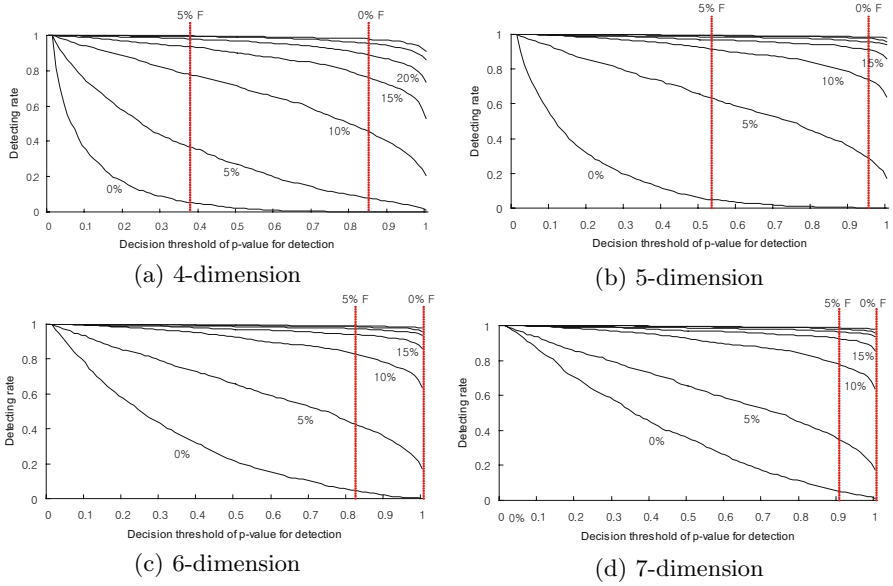 5% F
0% F
1
0.8
0.6
0.4
0.2
0
Detecting rate
20%
15%
10%
5%
0%
0 0.1 0.2 0.3 0.4 0.5 0.6 0.7 0.8 0.9 1
Decision threshold of p-value for detection
(a) 4-dimension
5% F
0% F
1
0.8
0.6
0.4
0.2
0
Detecting rate
15%
10%
5%
0%
0 0.1 0.2 0.3 0.4 0.5 0.6 0.7 0.8 0.9 1
Decision threshold of p-value for detection
(b) 5-dimension
5% F
0% F
1
0.8
0.6
0.4
0.2
0
Detecting rate
15%
10%
5%
0%
0 0.1 0.2 0.3 0.4 0.5 0.6 0.7 0.8 0.9 1
Decision threshold of p-value for detection
(c) 6-dimension
5% F
0% F
1
0.8
0.6
0.4
0.2
0
Detecting rate
15%
10%
5%
0%
0 0% 0.1 0.2 0.3 0.4 0.5 0.6 0.7 0.8 0.9 1
Decision threshold of p-value for detection
(d) 7-dimension